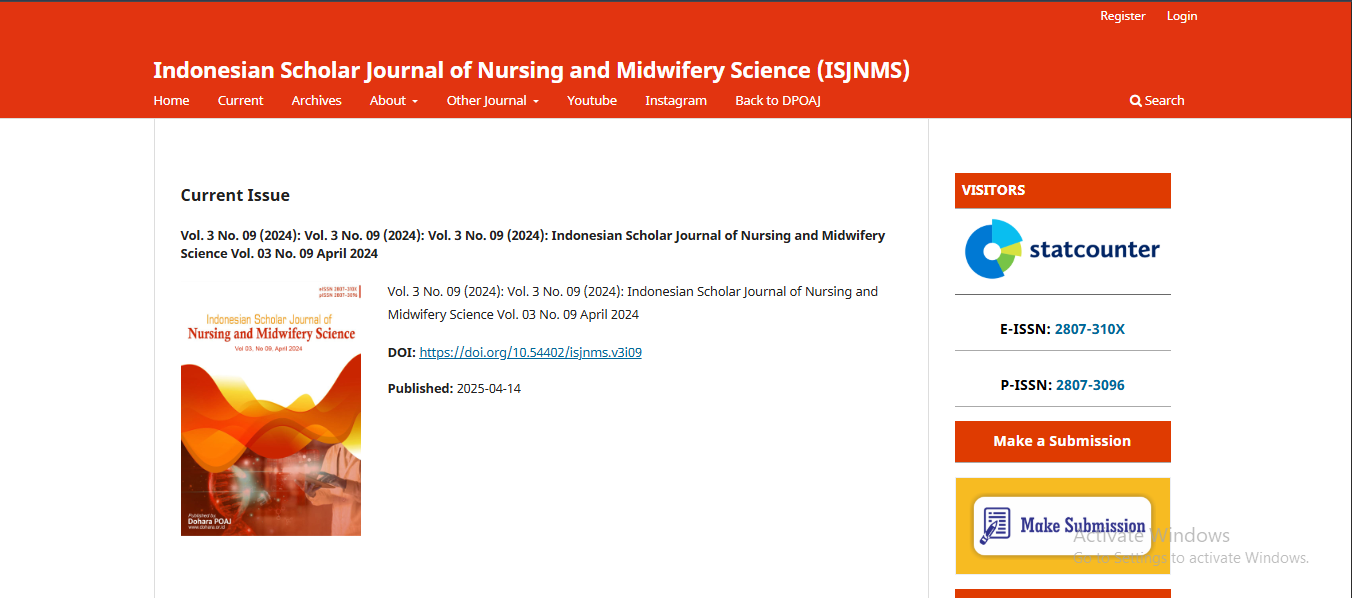 Register Login
Indonesian Scholar Journal of Nursing and Midwifery Science (ISJNMS)
Home Current Archives About Other Journal Youtube Instagram Back to DPOAJ Search
Current Issue
Vol. 3 No. 09 (2024): Vol. 3 No. 09 (2024): Vol. 3 No. 09 (2024): Indonesian Scholar Journal of Nursing and Midwifery
Science Vol. 03 No. 09 April 2024
eISSN 2807-310X
pISSN 2807-3096
Indonesian Scholar Journal of
Nursing and Midwifery Science
Vol 03, No 09, April 2024
Published by:
Dohara POAJ
www.dohara.or.id
Vol. 3 No. 09 (2024): Vol. 3 No. 09 (2024): Indonesian Scholar Journal of Nursing and
Midwifery Science Vol. 03 No. 09 April 2024
DOI: https://doi.org/10.54402/isjnms.v3i09
Published: 2025-04-14
VISITORS
statcounter
E-ISSN: 2807-310X
P-ISSN: 2807-3096
Make a Submission
Make Submission
Activate Windows
Go to Settings to activate Windows.